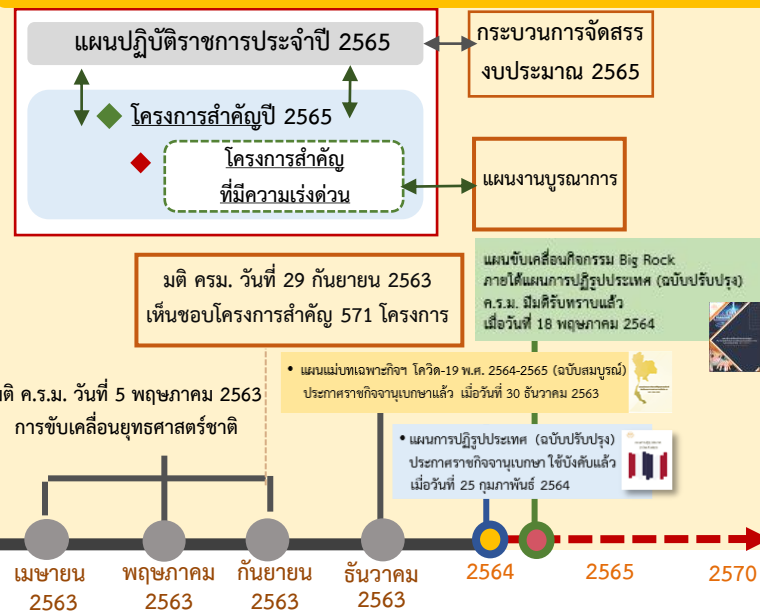 แผนปฏิบัติราชการประจำปี 2565
กระบวนการจัดสรร
งบประมาณ 2565
โครงการสำคัญปี 2565
โครงการสำคัญ
ที่มีความเร่งด่วน
แผนงานบูรณาการ
แผนขับเคลื่อนกิจกรรม Big Rock
ภายใต้แผนการปฏิรูปประเทศ (ฉบับปรับปรุง)
ค.ร.ม. มีมติรับทราบแล้ว
เมื่อวันที่ 18 พฤษภาคม 2564
มติ ครม. วันที่ 29 กันยายน 2563
เห็นชอบโครงการสำคัญ 571 โครงการ
• แผนแม่บทเฉพาะกิจฯ โควิด-19 พ.ศ. 2564-2565 (ฉบับสมบูรณ์)
ประกาศราชกิจจานุเบกษาแล้ว เมื่อวันที่ 30 ธันวาคม 2563
มติ ค.ร.ม. วันที่ 5 พฤษภาคม 2563
การขับเคลื่อนยุทธศาสตร์ชาติ
• แผนการปฏิรูปประเทศ (ฉบับปรับปรุง)
ประกาศราชกิจจานุเบกษา ใช้บังคับแล้ว
เมื่อวันที่ 25 กุมภาพันธ์ 2564
เมษายน
2563
พฤษภาคม
2563
กันยายน
2563
ธันวาคม
2563
2564
2565
2570